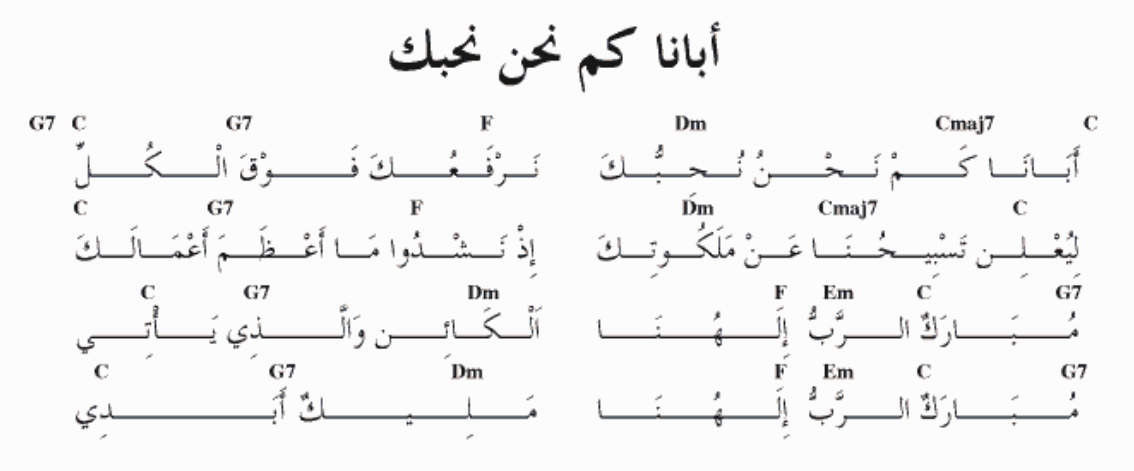 أبانا كم نحن نحبك
C Cmaj7 Dm F G7 C G7
أَبَانَا كَمْ نَحْنُ نُحبُّكَ نَرْفَعُكَ فَوْقَ الْكُلِّ
C Cmaj7 Dm F G7 C
لِيُعْلِن تَسْبِيحُنَا عَنْ مَلَكُوتِكَ إِذْ نَشْدُوا مَا أَعْظَمَ أَعْمَالَكَ
G7 C Em F Dm G7 C
مُبَارَكٌ الرَّبُّ إِلَهُنَا اَلْكَائِن وَالَّذِي يَأْتِي
G7 C Em F Dm G7 C
مُبَارَكٌ الرَّبُّ إِلَهُنَا مَلِيكٌ أَبَدِي